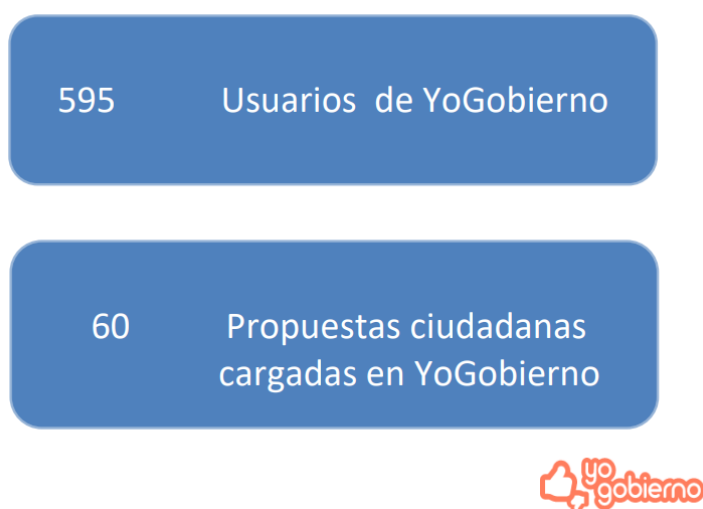 595 Usuarios de YoGobierno
60 Propuestas ciudadanas
cargadas en YoGobierno
yo
gobierno